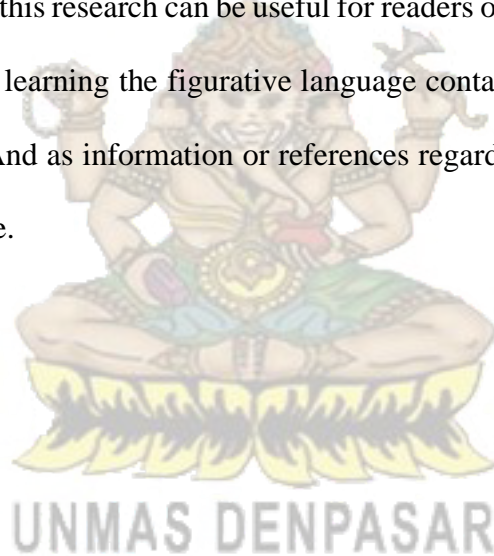 this research can be useful for readers o
learning the figurative language conta
And as information or references regard
e.
UNMAS DENPASAR